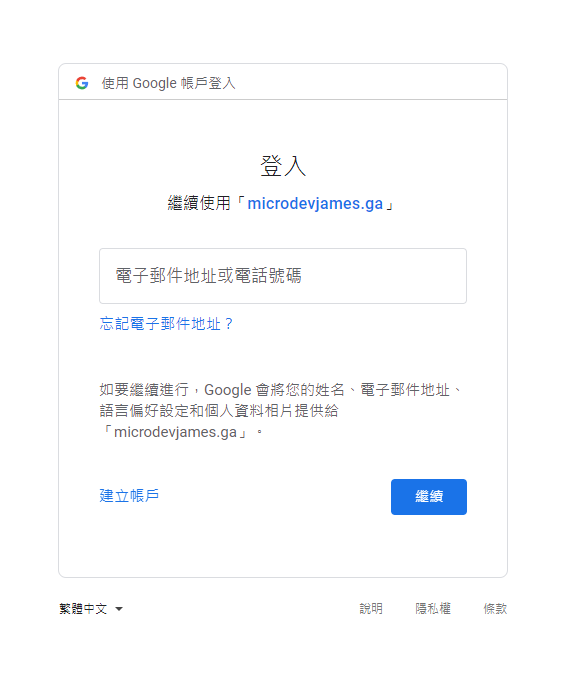 使用 Google 帳戶登入
登入
繼續使用「microdevjames.ga」
電子郵件地址或電話號碼
忘記電子郵件地址？
如要繼續進行，Google 會將您的姓名、電子郵件地址、
語言偏好設定和個人資料相片提供給
「microdevjames.ga」。
建立帳戶
繼續
繁體中文
說明
隱私權
條款